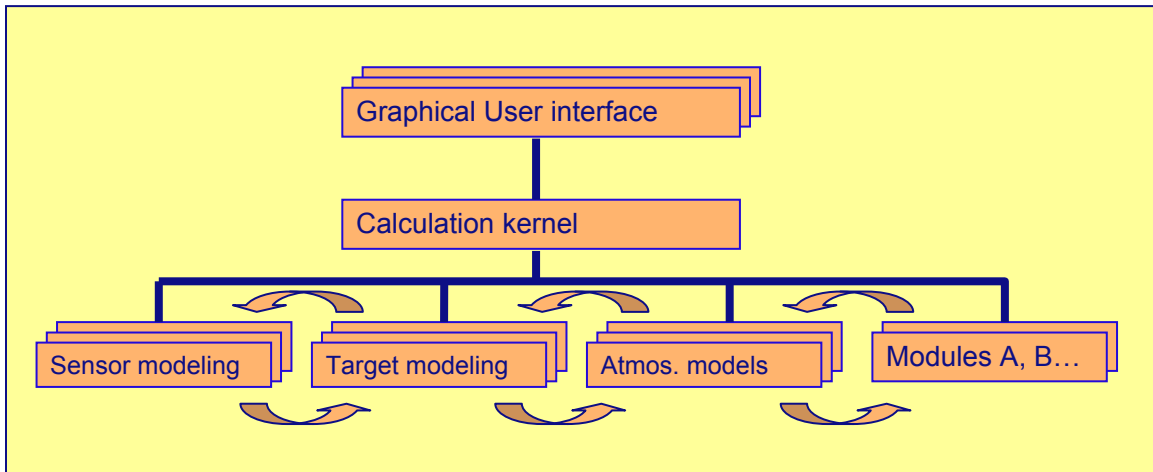 Graphical User interface
Calculation kernel
Sensor modeling
Target modeling
Atmos. models
Modules A, B…